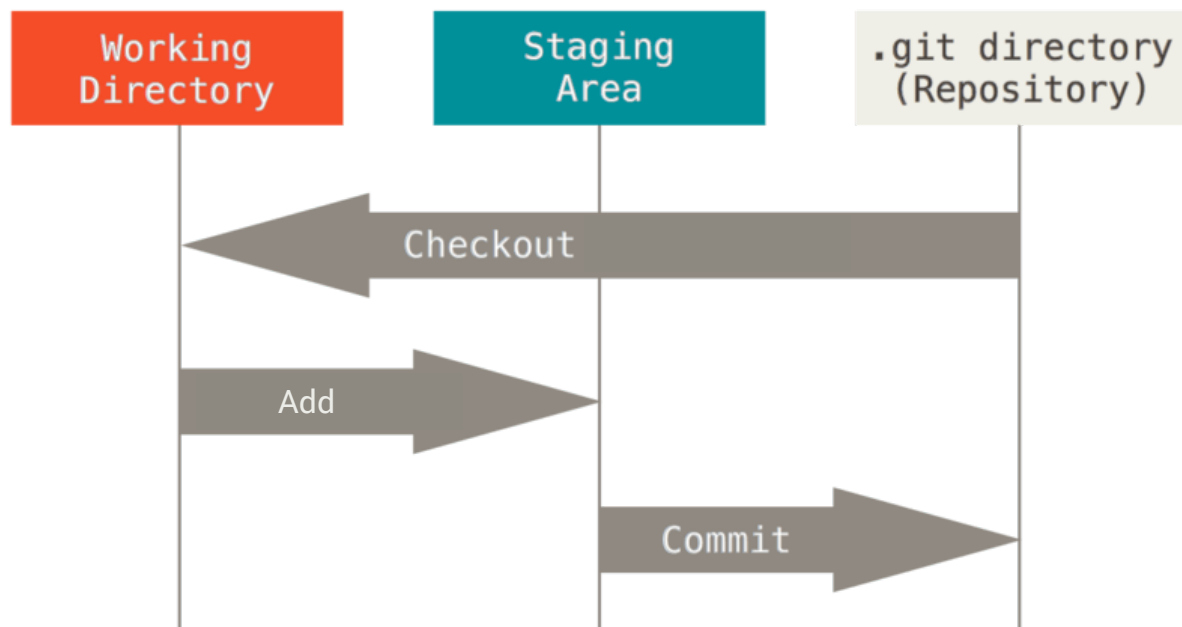 Working
Directory
Staging
Area
.git directory
(Repository)
Checkout
Add
Commit